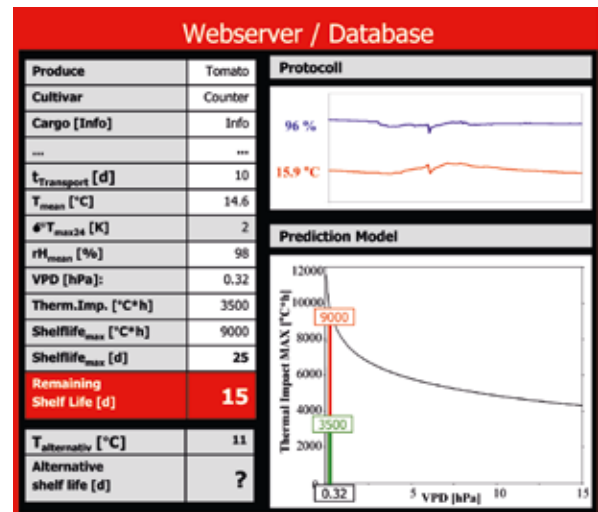 Webserver / Database
Produce Tomato
Cultivar Counter
Cargo [Info] Info
... ...
tTransport [d] 10
Tmean [°C] 14.6
Tmax24 [K] 2
rHmean [%] 98
VPD [hPa]: 0.32
Therm.Imp. [°C*h] 3500
Shelflifemax [°C*h] 9000
Shelflifemax [d] 25
Remaining
Shelf Life [d] 15
Talternativ [°C] 11
Alternative
shelf life [d] ?
Protocoll
96 %
15.9 °C
Prediction Model
Thermal Impact MAX [°C*h]
12000
10000
9000
8000
6000
4000
3500
2000
0
0.32 5 VPD [hPa] 10 15